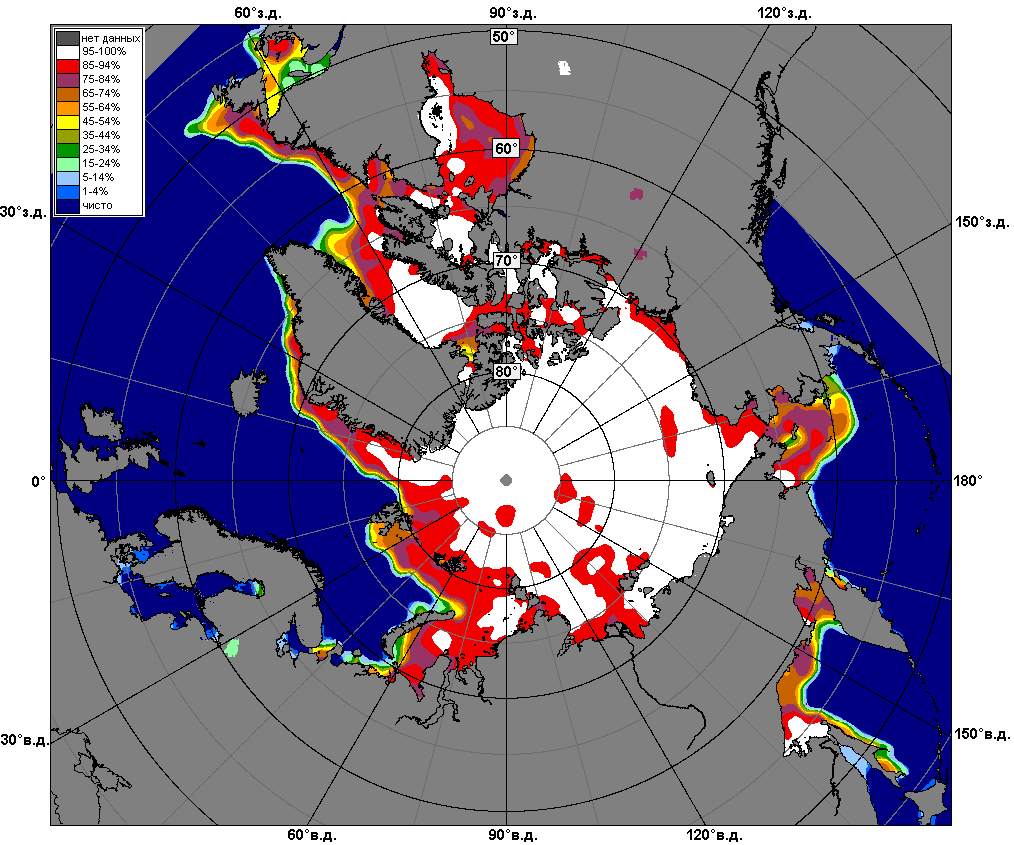 60°з.д.
90°з.д.
120°з.д.
нет данных
95-100%
85-94%
75-84%
65-74%
55-64%
45-54%
35-44%
25-34%
15-24%
5-14%
1-4%
чисто
50°
60°
30°з.д.
150°з.д.
70°
80°
0°
180°
30°в.д.
150°в.д.
60°в.д.
90°в.д.
120°в.д.